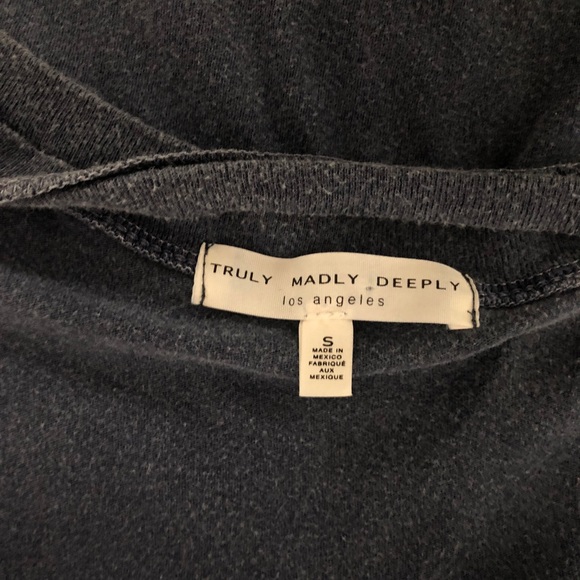 TRULY MADLY DEEPLY
los angeles
S
MADE IN
MEXICO
FABRIQUÉ
AUX
MEXIQUE